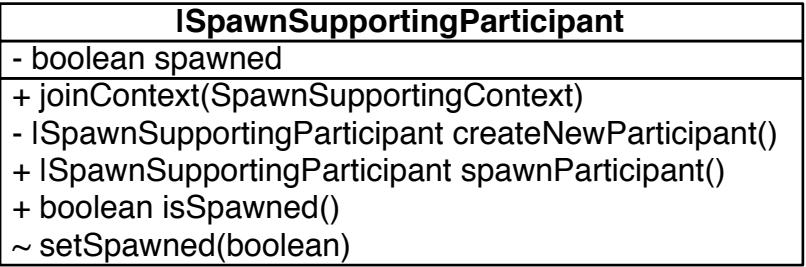 ISpawnSupportingParticipant
- boolean spawned
+ joinContext(SpawnSupportingContext)
- ISpawnSupportingParticipant createNewParticipant()
+ ISpawnSupportingParticipant spawnParticipant()
+ boolean isSpawned()
~ setSpawned(boolean)